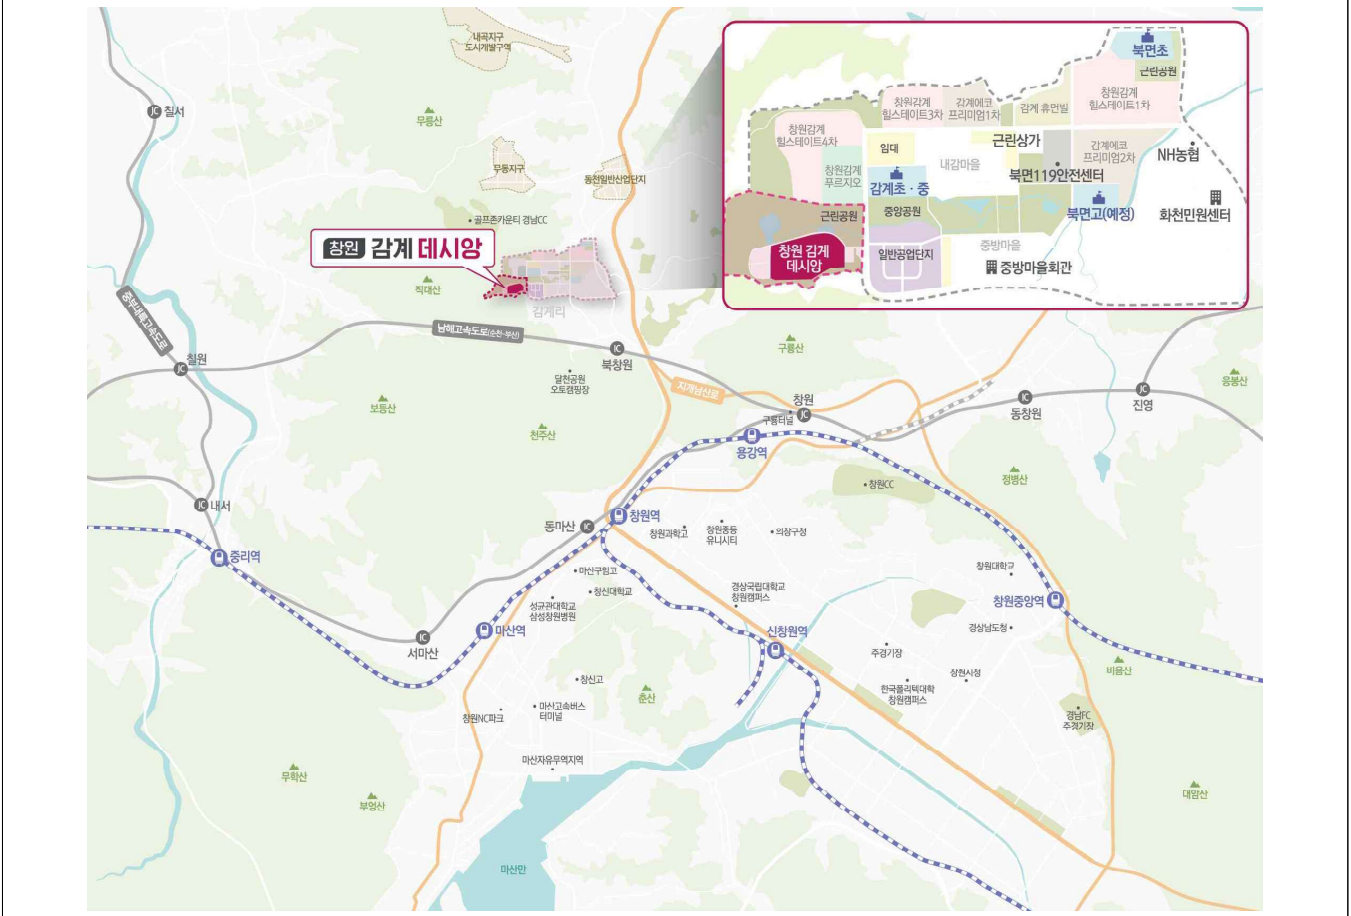 내곡지구
도시개발구역
JC 칠서
무릉산
무동지구
동전일반산업단지
골프존카운티 경남CC
창원 감계 데시앙
작대산
감계리
중부내륙고속도로
남해고속도로(순천-부산)
JC
칠원
IC
북창원
달천공원
오토캠핑장
지개남산로
구룡산
창원
JC
구룡터널
IC
동창원
JC
진영
응봉산
보등산
천주산
용강역
정병산
창원CC
JC 내서
동마산 IC
창원역
창원과학고
창원중동
유니시티
의창구청
중리역
마산구암고
창신대학교
성균관대학교
삼성창원병원
경상국립대학교
창원캠퍼스
창원대학교
창원중앙역
경상남도청
마산역
신창원역
IC
서마산
주경기장
창원시청
한국폴리텍대학
창원캠퍼스
비음산
창신고
춘산
창원NC파크
마산고속버스
터미널
경남FC
주경기장
마산자유무역지역
무학산
부엉산
대암산
마산만
북면초
근린공원
창원감계
힐스테이트1차
창원감계
힐스테이트3차
감계에코
프리미엄1차
감계 휴먼빌
창원감계
힐스테이트4차
임대
근린상가
감계에코
프리미엄2차
NH농협
창원감계
푸르지오
내감마을
북면119안전센터
감계초·중
근린공원
중앙공원
북면고(예정)
화천민원센터
창원 감계
데시앙
일반공업단지
중방마을
중방마을회관